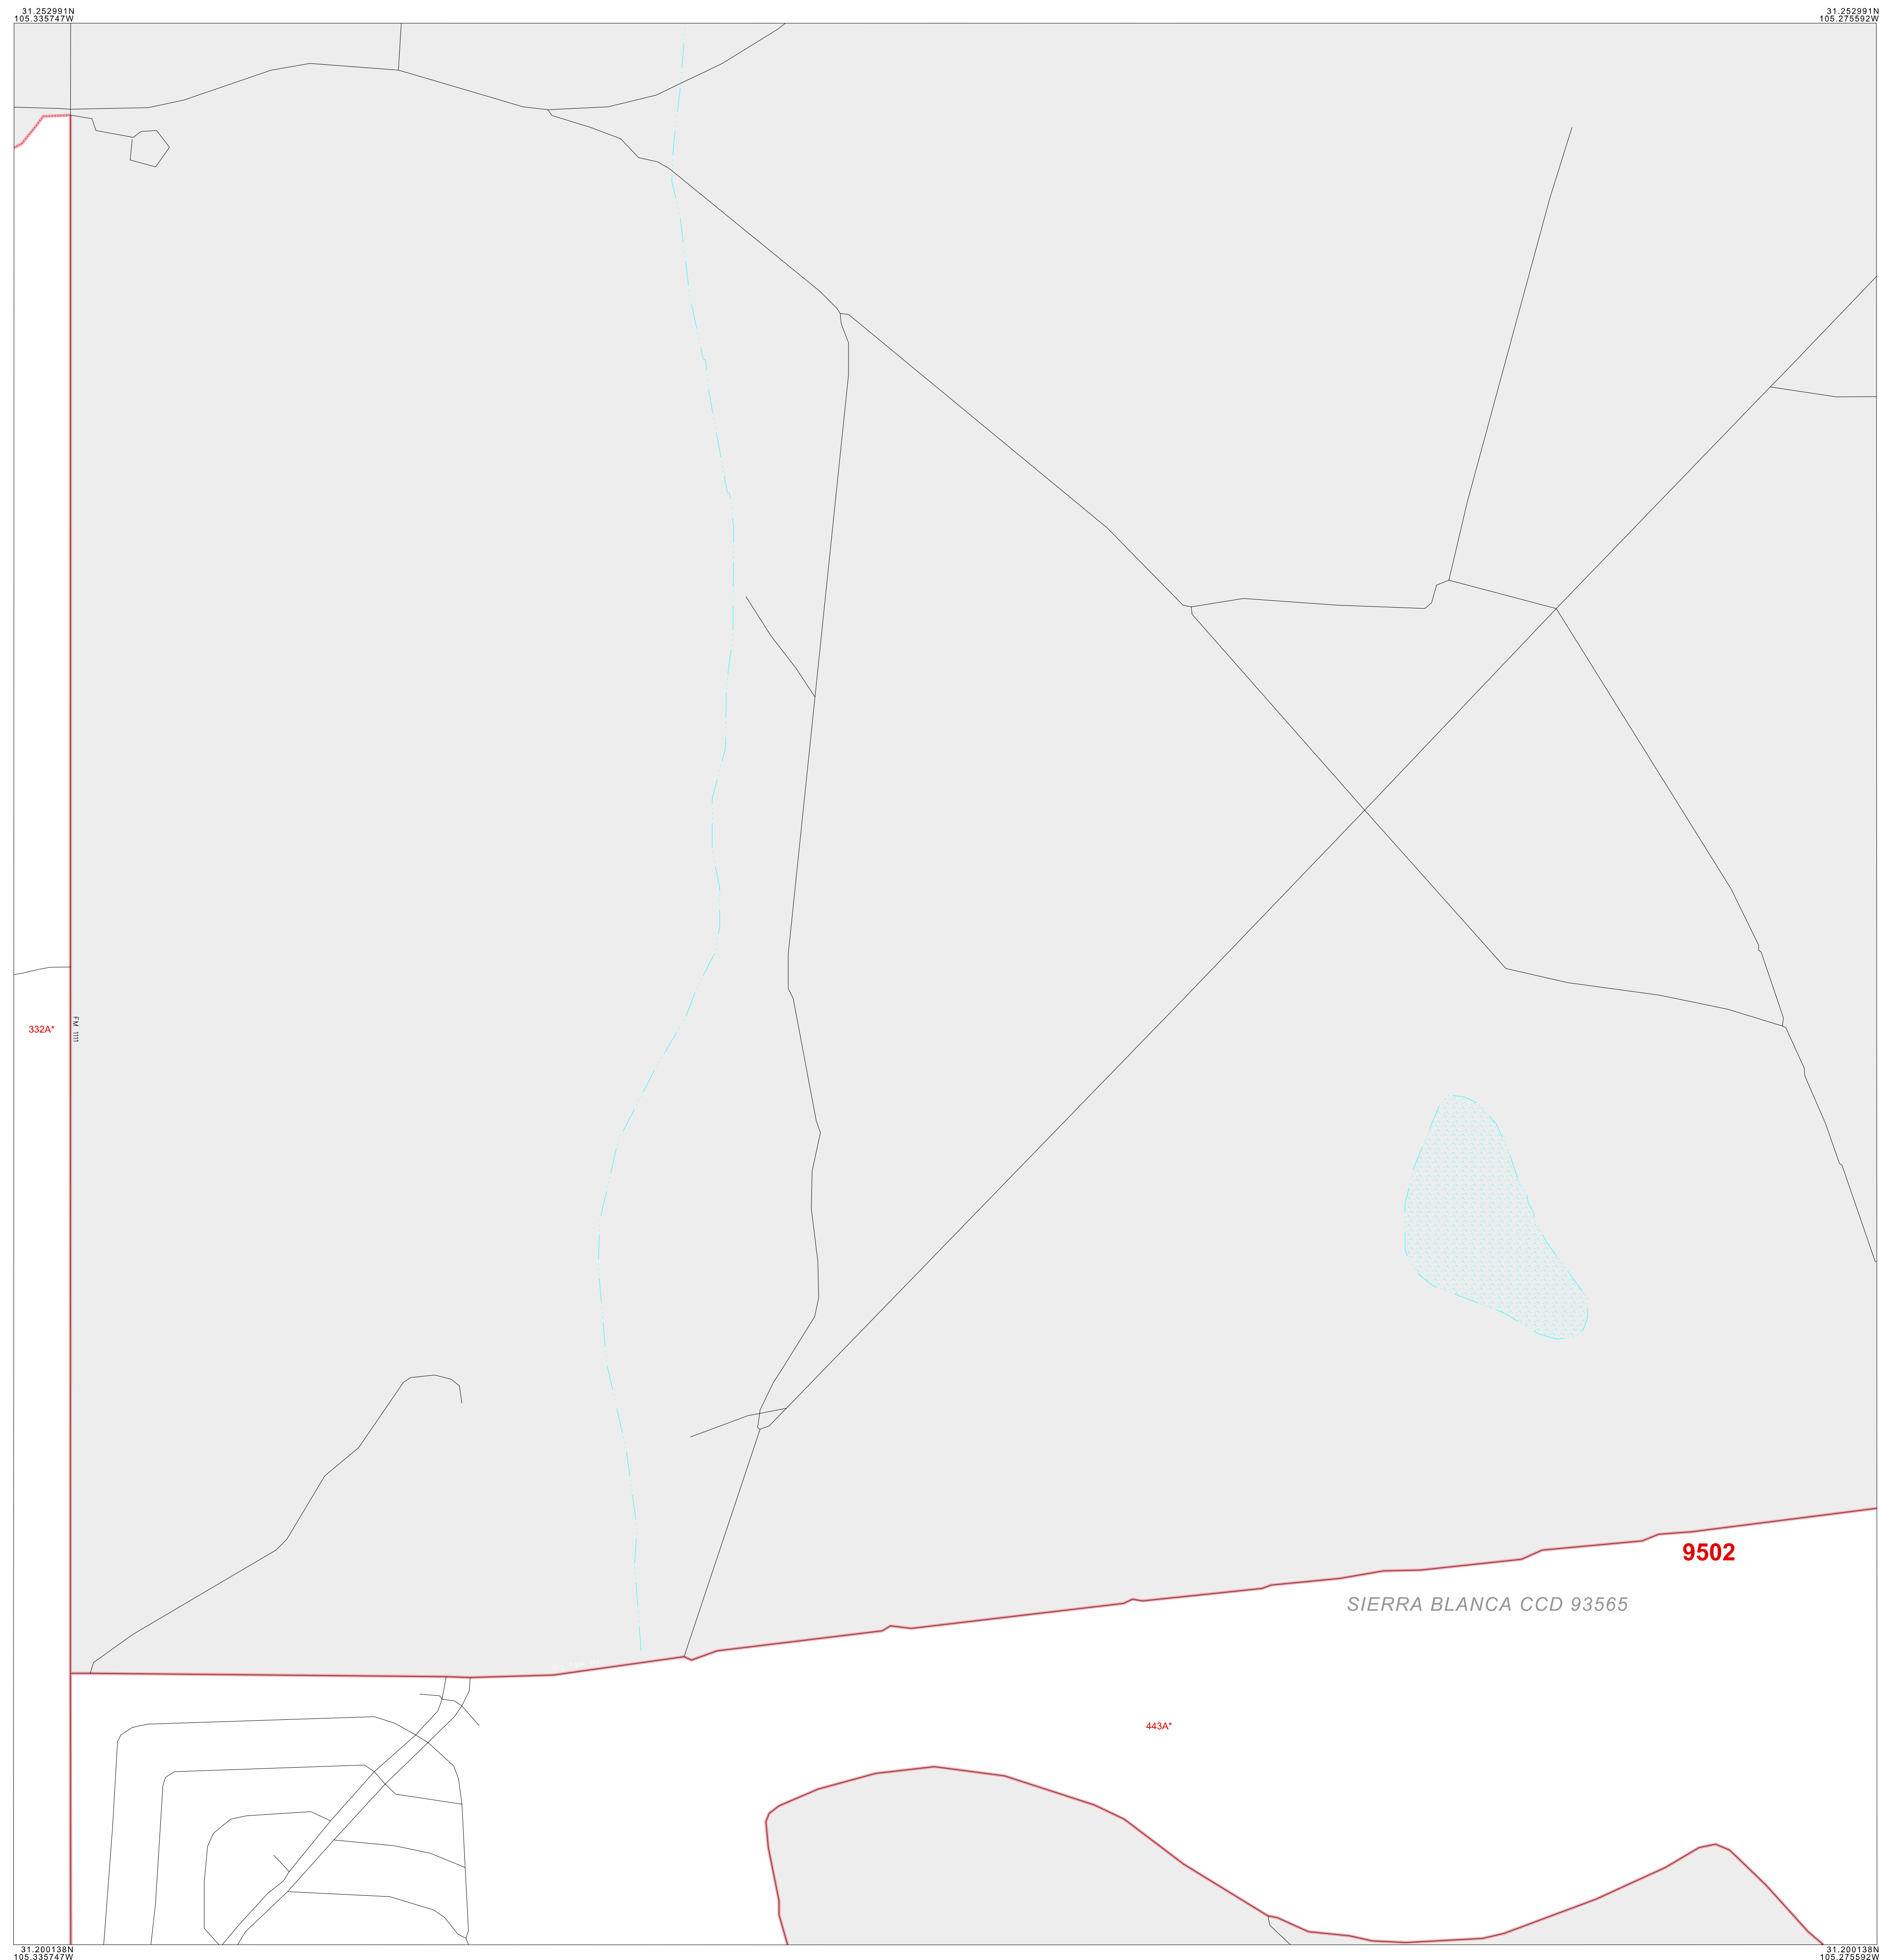 31.252991N
105.335747W
31.252991N
105.275592W
332A*
FM 1111
9502
SIERRA BLANCA CCD 93565
443A*
31.200138N
105.335747W
31.200138N
105.275592W